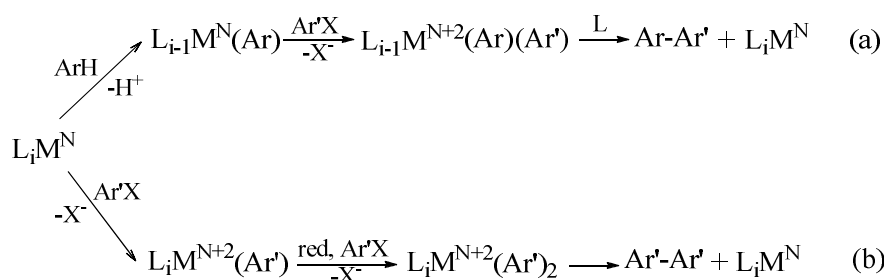 L_{i-1}M^N(Ar) Ar'X -X^- L_{i-1}M^{N+2}(Ar)(Ar') L Ar-Ar' + L_iM^N (a)
ArH
-H^+
L_iM^N
Ar'X
-X^-
L_iM^{N+2}(Ar') red, Ar'X -X^- L_iM^{N+2}(Ar')_2 Ar'-Ar' + L_iM^N (b)